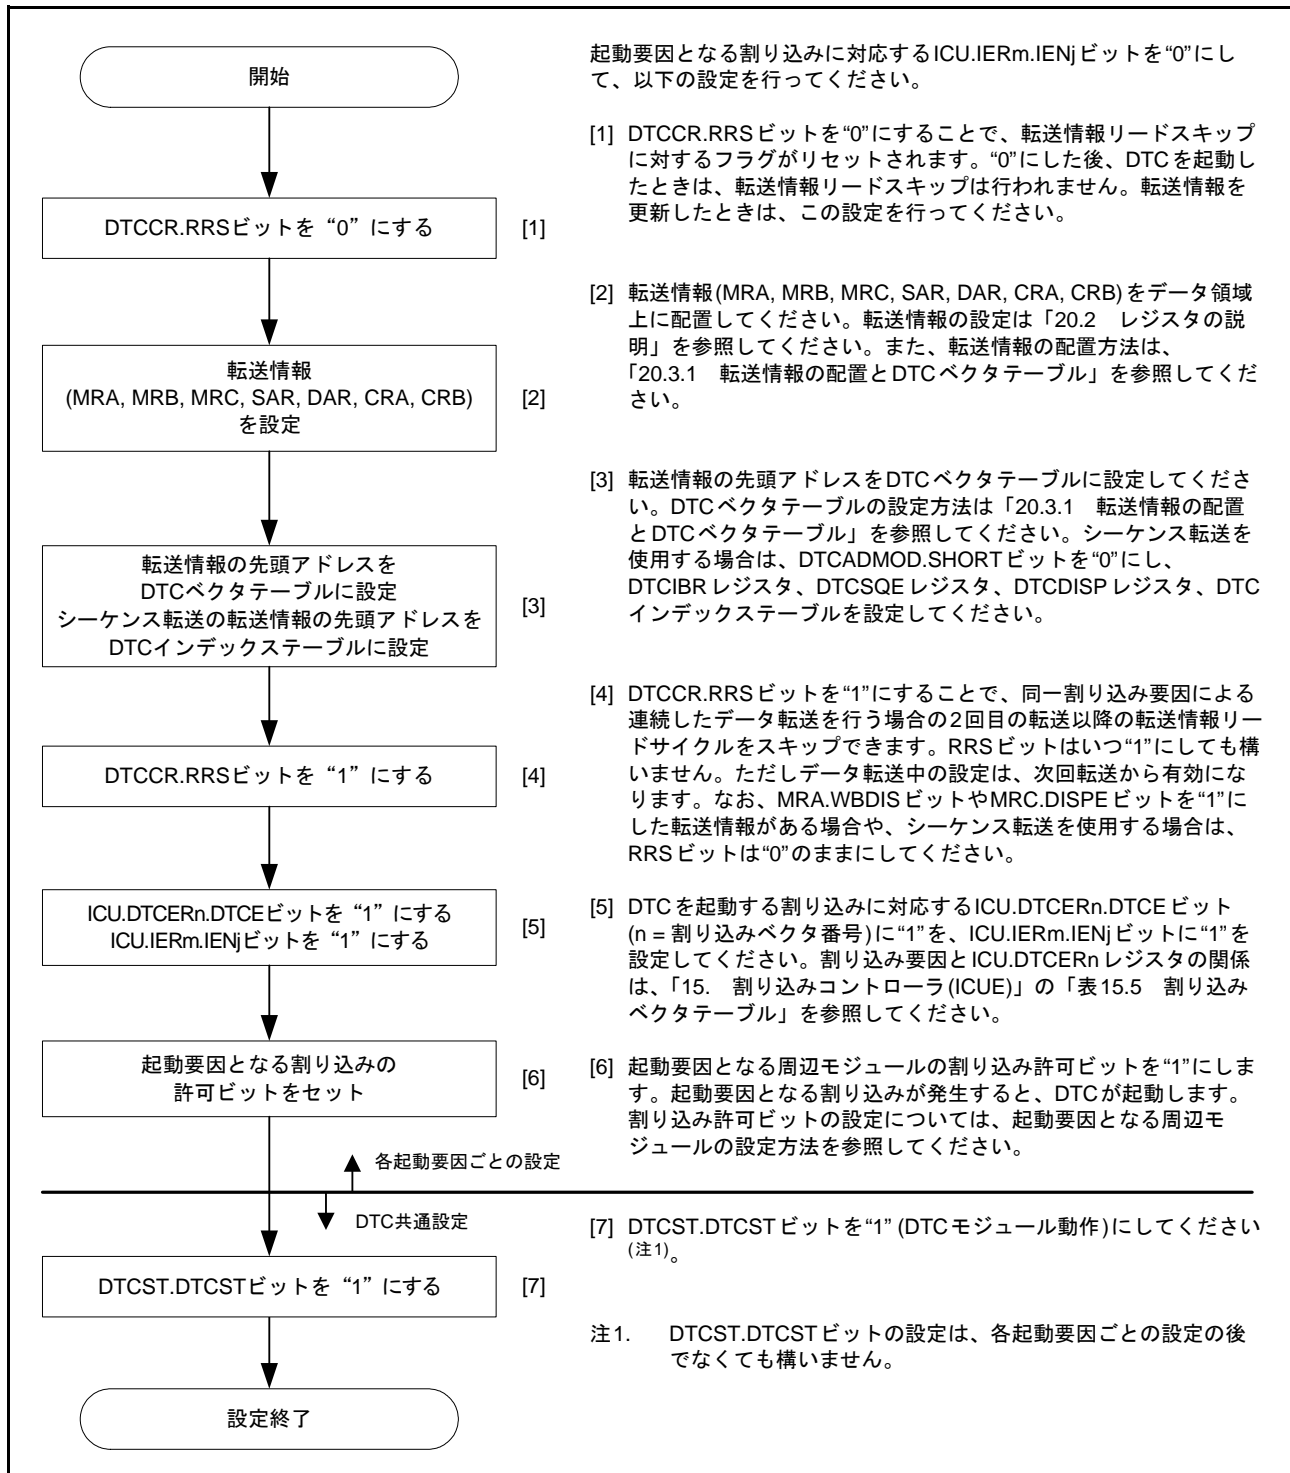 開始
DTCCR.RRSビットを“0”にする
[1]
転送情報
(MRA, MRB, MRC, SAR, DAR, CRA, CRB)
を設定
[2]
転送情報の先頭アドレスを
DTCベクタテーブルに設定
シーケンス転送の転送情報の先頭アドレスを
DTCインデックステーブルに設定
[3]
DTCCR.RRSビットを“1”にする
[4]
ICU.DTCERn.DTCEビットを“1”にする
ICU.IERm.IENjビットを“1”にする
[5]
起動要因となる割り込みの
許可ビットをセット
[6]
各起動要因ごとの設定
DTC共通設定
DTCST.DTCSTビットを“1”にする
[7]
設定終了
起動要因となる割り込みに対応するICU.IERm.IENjビットを“0”にし
て、以下の設定を行ってください。
[1] DTCCR.RRSビットを“0”にすることで、転送情報リードスキップ
に対するフラグがリセットされます。“0”にした後、DTCを起動し
たときは、転送情報リードスキップは行われません。転送情報を
更新したときは、この設定を行ってください。
[2] 転送情報(MRA, MRB, MRC, SAR, DAR, CRA, CRB)をデータ領域
上に配置してください。転送情報の設定は「20.2 レジスタの説
明」を参照してください。また、転送情報の配置方法は、
「20.3.1 転送情報の配置とDTCベクタテーブル」を参照してくだ
さい。
[3] 転送情報の先頭アドレスをDTCベクタテーブルに設定してくださ
い。DTCベクタテーブルの設定方法は「20.3.1 転送情報の配置
とDTCベクタテーブル」を参照してください。シーケンス転送を
使用する場合は、DTCADMOD.SHORTビットを“0”にし、
DTCIBRレジスタ、DTCSQEレジスタ、DTCDISPレジスタ、DTC
インデックステーブルを設定してください。
[4] DTCCR.RRSビットを“1”にすることで、同一割り込み要因による
連続したデータ転送を行う場合の2回目の転送以降の転送情報リー
ドサイクルをスキップできます。RRSビットはいつ“1”にしても構
いません。ただしデータ転送中の設定は、次回転送から有効にな
ります。なお、MRA.WBDISビットやMRC.DISPEビットを“1”に
した転送情報がある場合や、シーケンス転送を使用する場合は、
RRSビットは“0”のままにしてください。
[5] DTCを起動する割り込みに対応するICU.DTCERn.DTCEビット
(n = 割り込みベクタ番号)に“1”を、ICU.IERm.IENjビットに“1”を
設定してください。割り込み要因とICU.DTCERnレジスタの関係
は、「15. 割り込みコントローラ(ICUE)」の「表15.5 割り込み
ベクタテーブル」を参照してください。
[6] 起動要因となる周辺モジュールの割り込み許可ビットを“1”にしま
す。起動要因となる割り込みが発生すると、DTCが起動します。
割り込み許可ビットの設定については、起動要因となる周辺モ
ジュールの設定方法を参照してください。
[7] DTCST.DTCSTビットを“1” (DTCモジュール動作)にしてください
(注1)。
注1. DTCST.DTCSTビットの設定は、各起動要因ごとの設定の後
でなくても構いません。